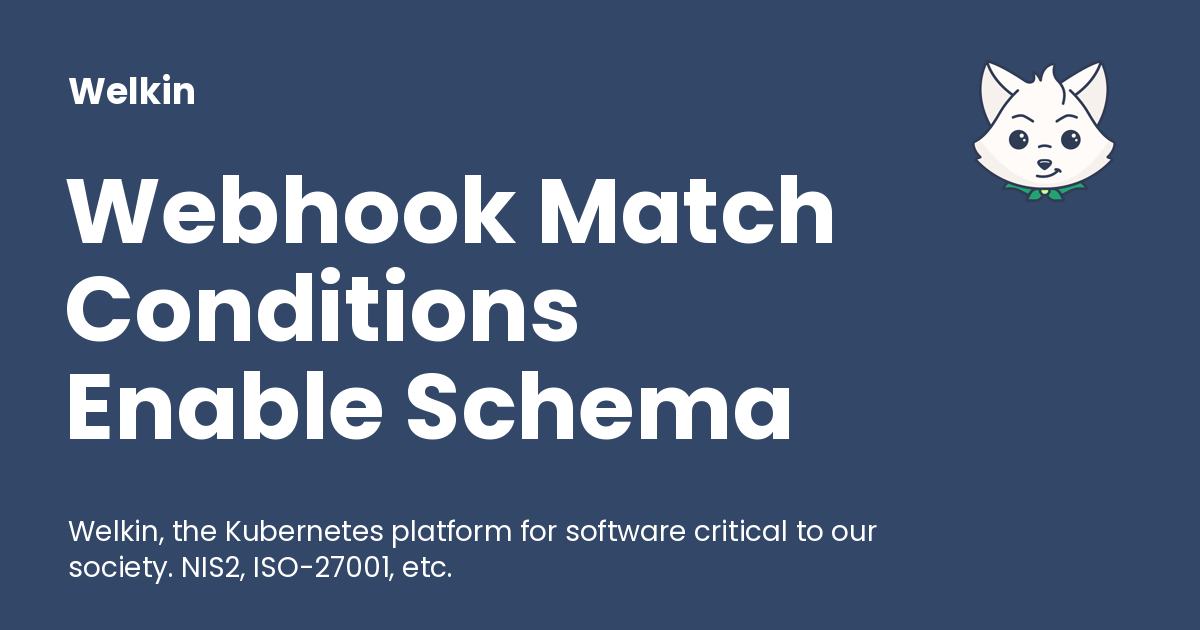 Welkin
Webhook Match
Conditions
Enable Schema
Welkin, the Kubernetes platform for software critical to our
society. NIS2, ISO-27001, etc.